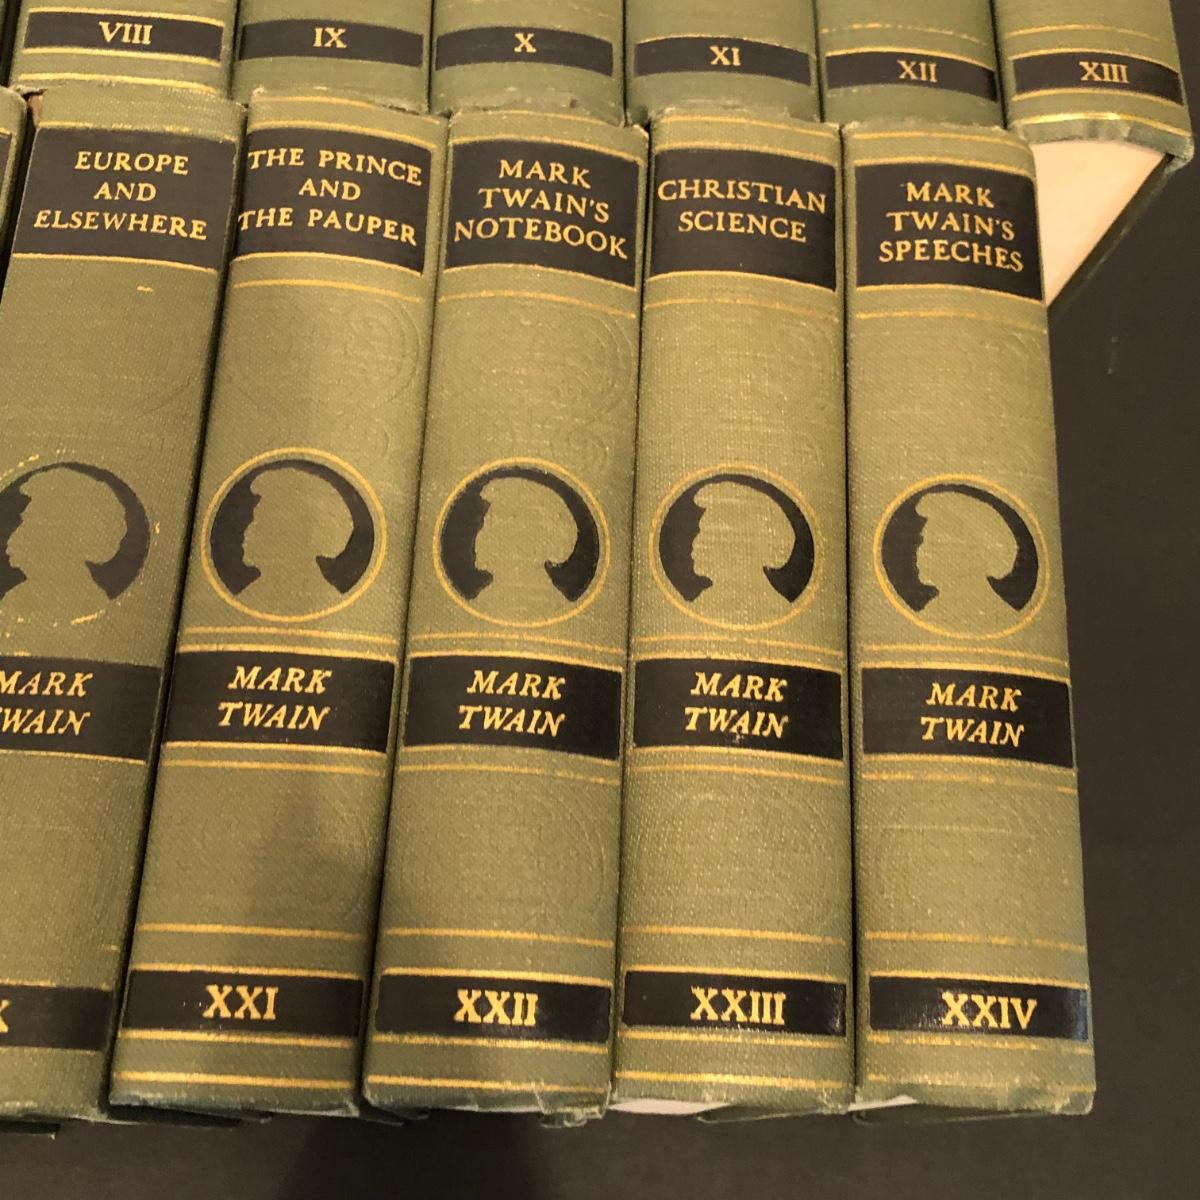 VIII
IX
X
XI
XII
XIII
EUROPE
AND
ELSEWHERE
MARK
TWAIN
THE PRINCE
AND
THE PAUPER
MARK
TWAIN
XXI
MARK
TWAIN'S
NOTEBOOK
MARK
TWAIN
XXII
CHRISTIAN
SCIENCE
MARK
TWAIN
XXIII
MARK
TWAIN'S
SPEECHES
MARK
TWAIN
XXIV